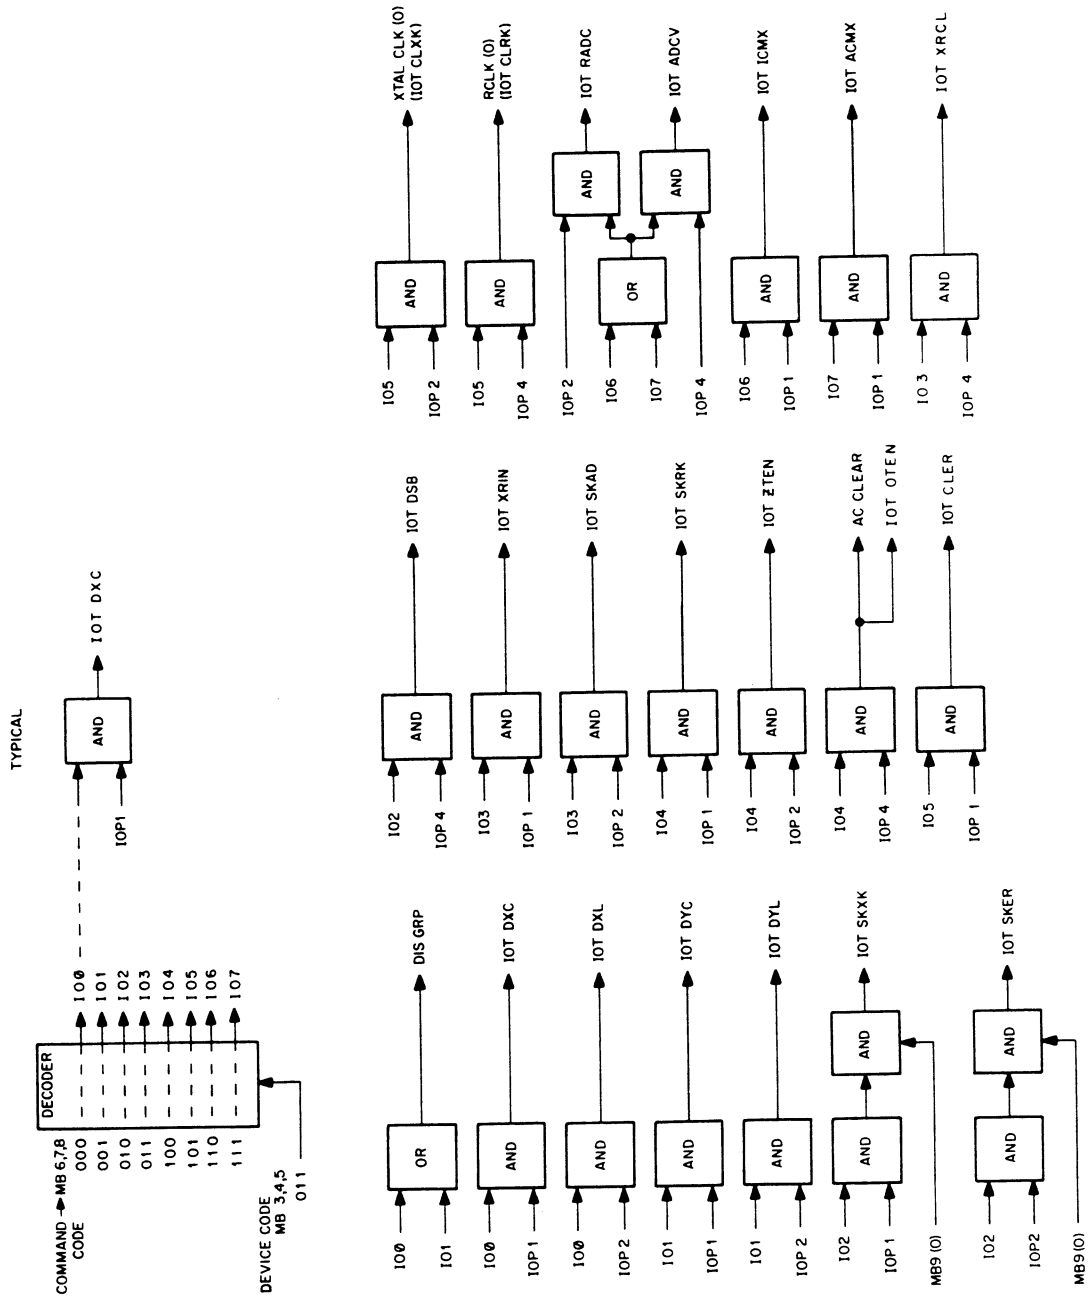 TYPICAL
COMMAND → MB 6,7,8
CODE
DECODER
000 --- IO0
001 --- IO1
010 --- IO2
011 --- IO3
100 --- IO4
101 --- IO5
110 --- IO6
111 --- IO7
DEVICE CODE
MB 3,4,5
011
IOP1
AND
IOT DXC
IO0
IO1
OR
DIS GRP
IO0
IOP1
AND
IOT DXC
IO0
IOP 2
AND
IOT DXL
IO1
IOP1
AND
IOT DYC
IO1
IOP 2
AND
IOT DYL
IO2
IOP 1
AND
AND
MB9 (0)
IOT SKXK
IO2
IOP2
AND
AND
MB9 (0)
IOT SKER
IO2
IOP 4
AND
IOT DSB
IO3
IOP 1
AND
IOT XRIN
IO3
IOP 2
AND
IOT SKAD
IO4
IOP 1
AND
IOT SKRK
IO4
IOP 2
AND
IOT ZTEN
IO4
IOP 4
AND
AC CLEAR
IOT OTEN
IO5
IOP 1
AND
IOT CLER
IO5
IOP 2
AND
XTAL CLK (0)
(IOT CLXK)
IO5
IOP 4
AND
RCLK (0)
(IOT CLRK)
IOP 2
IO6
IO7
IOP 4
OR
AND
IOT RADC
AND
IOT ADCV
IO6
IOP 1
AND
IOT ICMX
IO7
IOP 1
AND
IOT ACMX
IO 3
IOP 4
AND
IOT XRCL